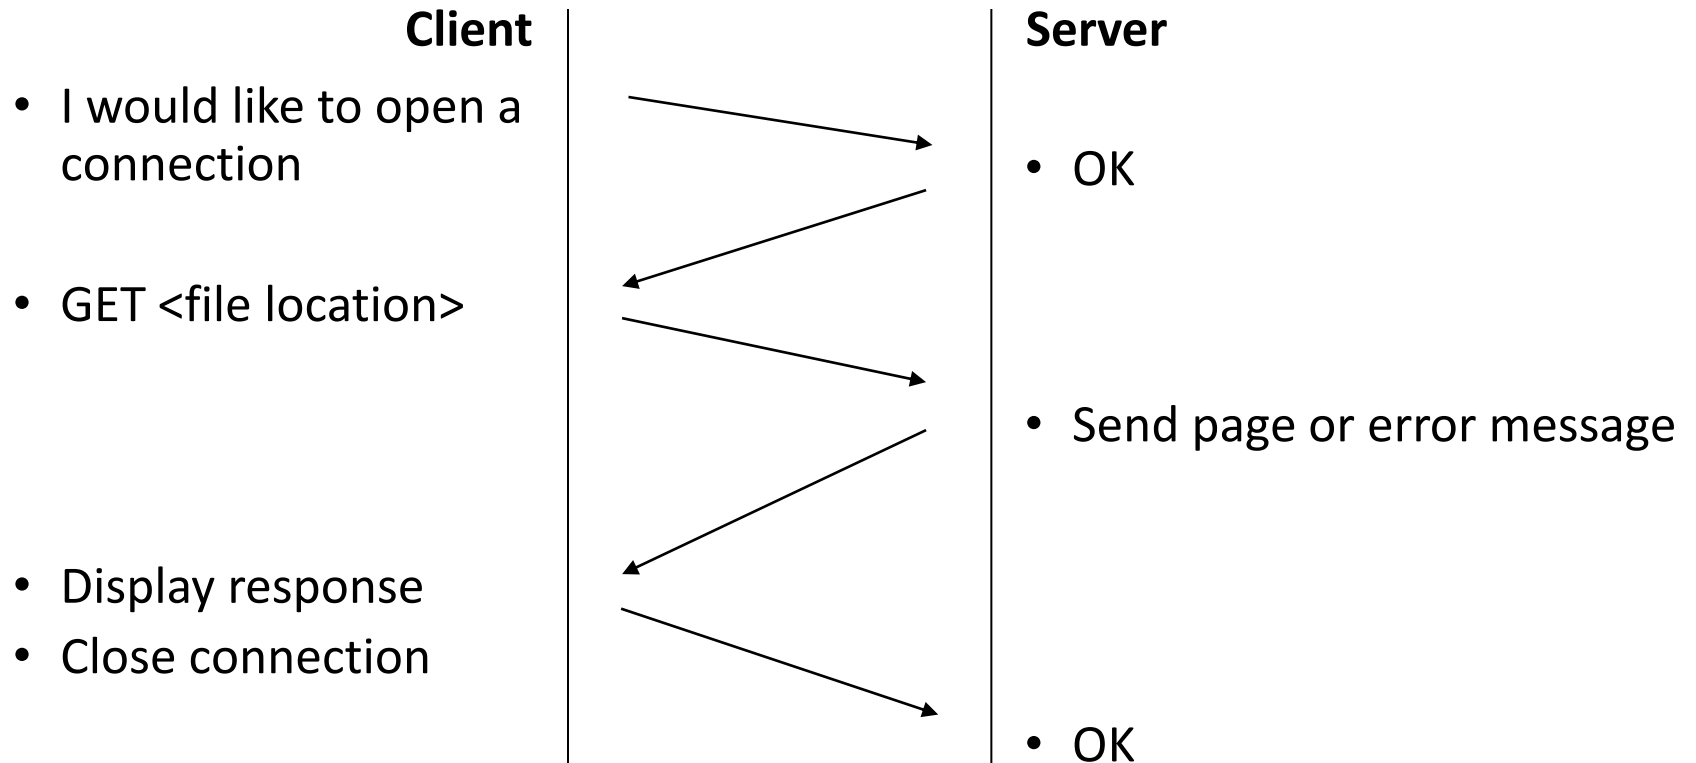 Client
Server
• I would like to open a
connection
• OK
• GET <file location>
• Send page or error message
• Display response
• Close connection
• OK